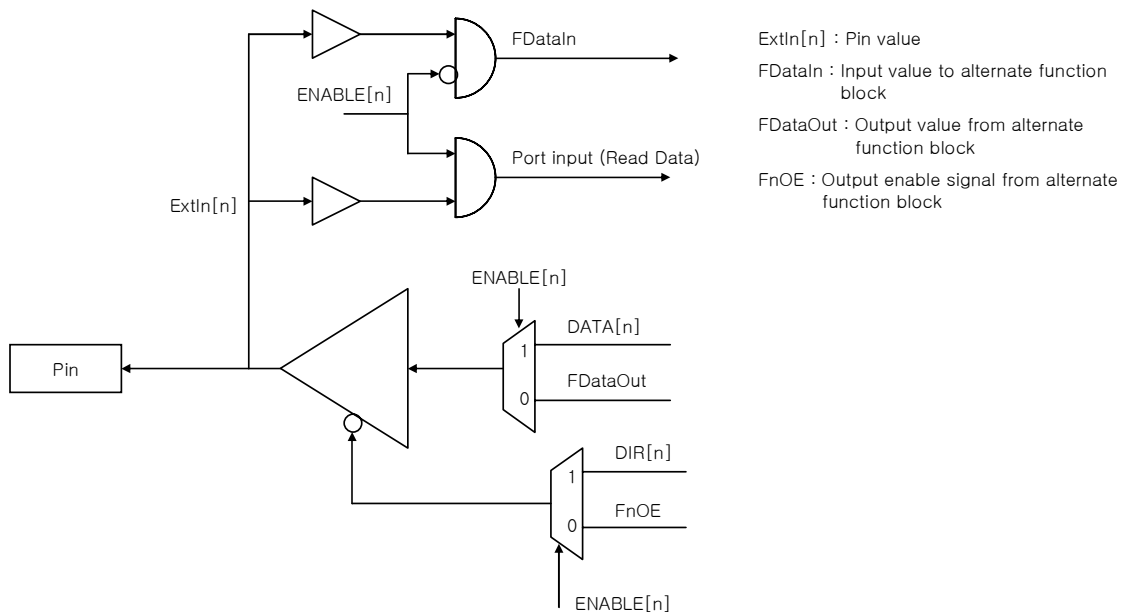 FDataIn
ENABLE[n]
Port input (Read Data)
ExtIn[n]
ExtIn[n] : Pin value
FDataIn : Input value to alternate function
block
FDataOut : Output value from alternate
function block
FnOE : Output enable signal from alternate
function block
ENABLE[n]
DATA[n]
1
FDataOut
0
Pin
DIR[n]
1
FnOE
0
ENABLE[n]